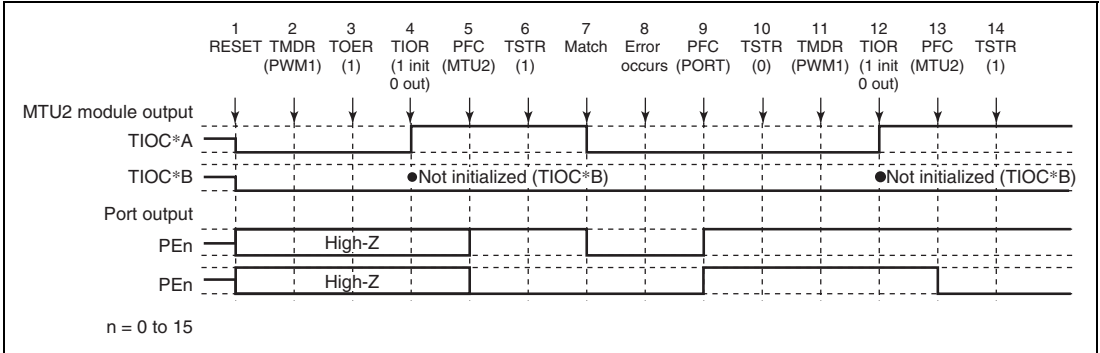 1 2 3 4 5 6 7 8 9 10 11 12 13 14
RESET TMDR TOER TIOR PFC TSTR Match Error PFC TSTR TMDR TIOR PFC TSTR
(PWM1) (1) (1 init (MTU2) (1) occurs (PORT) (0) (PWM1) (1 init (MTU2) (1)
0 out) 0 out)
MTU2 module output
TIOC*A
TIOC*B ●Not initialized (TIOC*B) ●Not initialized (TIOC*B)
Port output
PEn High-Z
PEn High-Z
n = 0 to 15